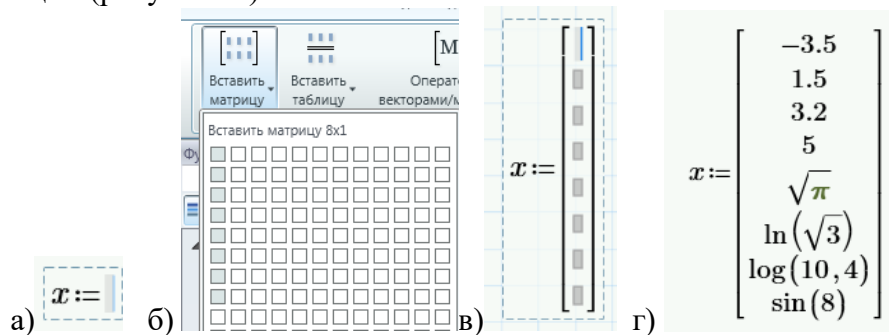 Вставить матрицу
Вставить таблицу
Операт
векторами/м
[М
Вставить матрицу 8x1
а) x :=
б)
в) x :=
г) x :=
−3.5
1.5
3.2
5
√π
ln(√3)
log(10,4)
sin(8)